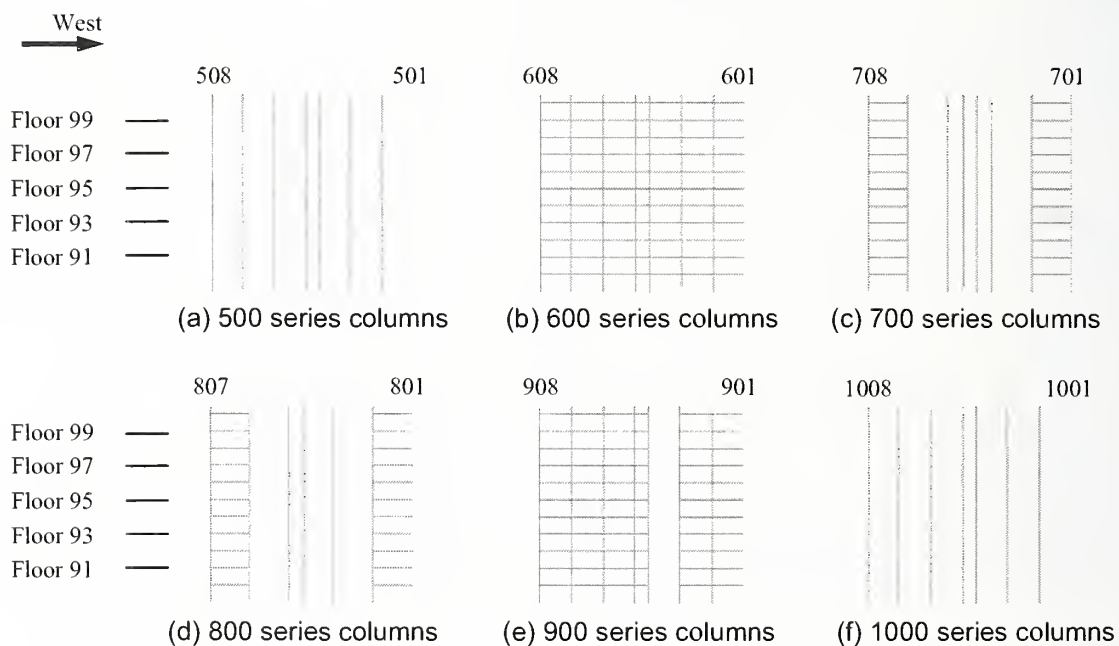 West
508 501 608 601 708 701
Floor 99
Floor 97
Floor 95
Floor 93
Floor 91
(a) 500 series columns (b) 600 series columns (c) 700 series columns
807 801 908 901 1008 1001
Floor 99
Floor 97
Floor 95
Floor 93
Floor 91
(d) 800 series columns (e) 900 series columns (f) 1000 series columns